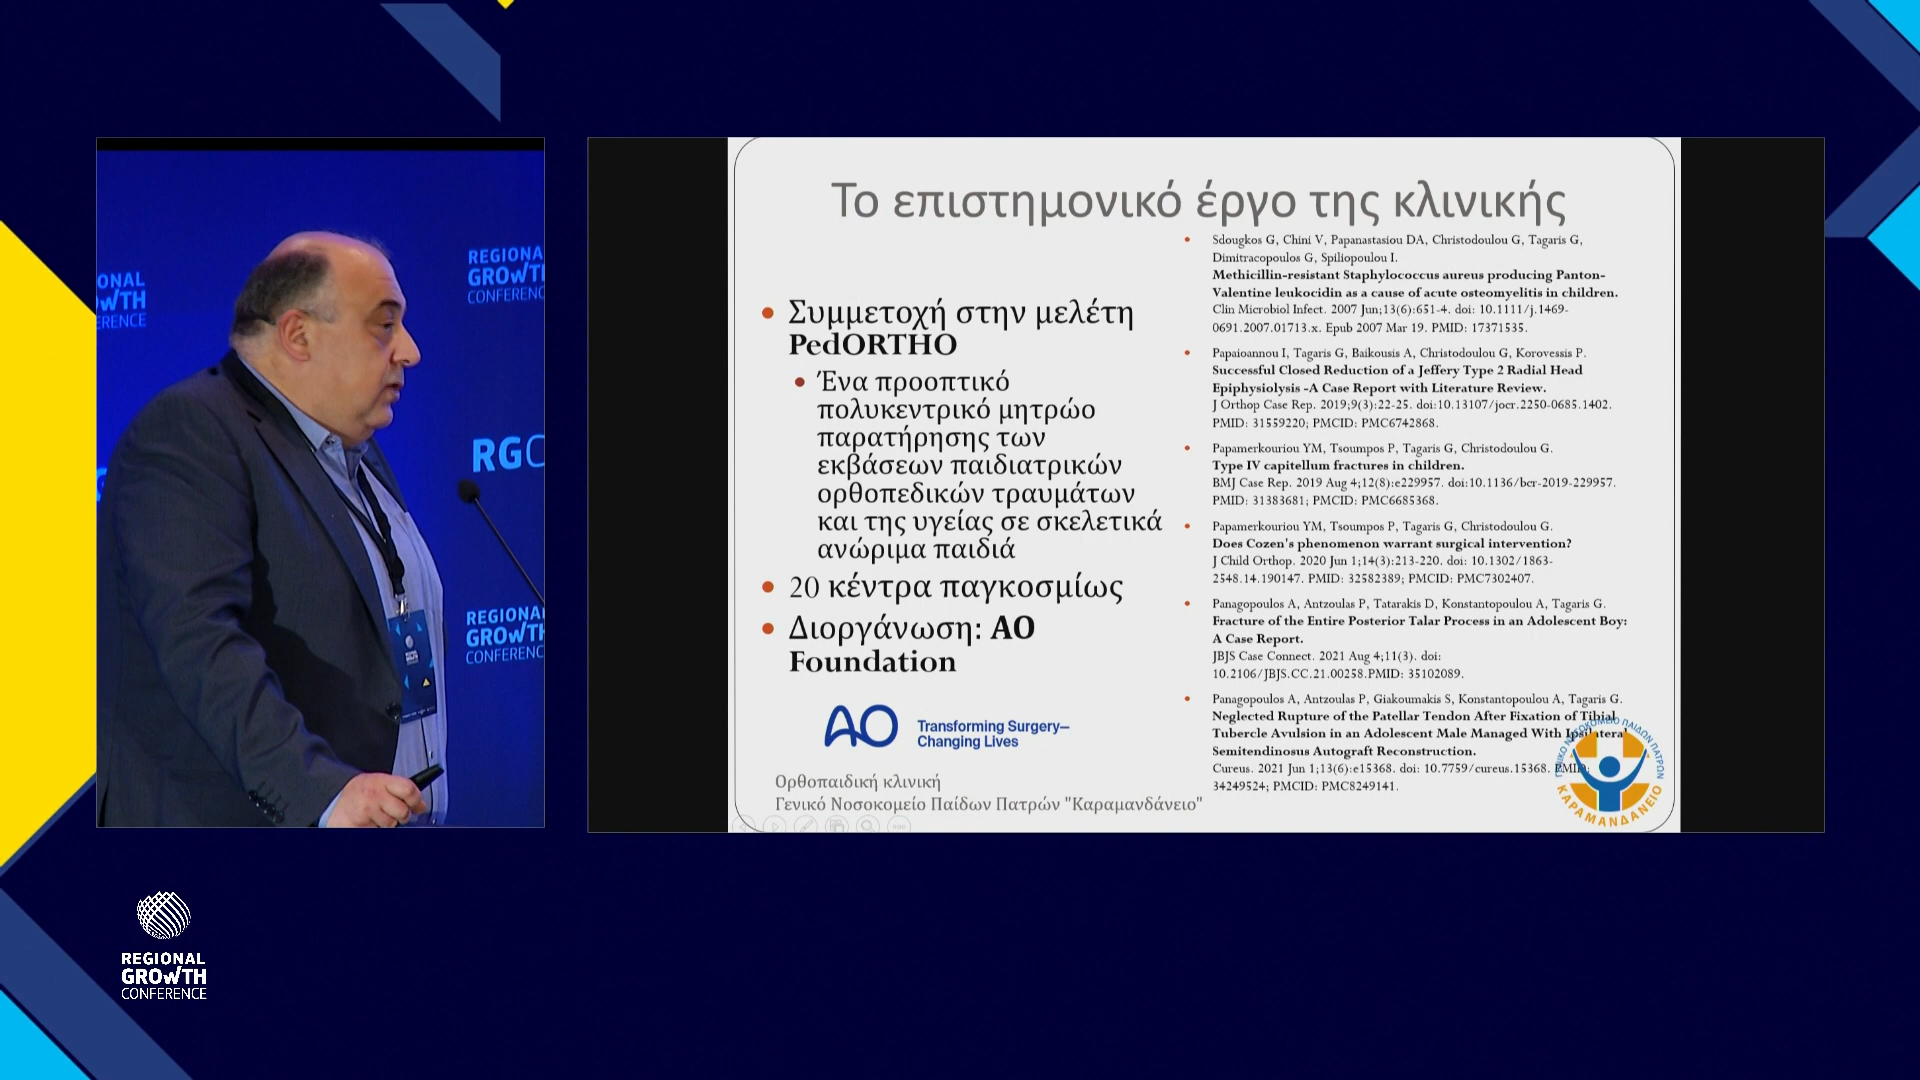 ONAL
WTH
ERENCE
REGIONAL
GROWT
CONFERENCE
RGC
REGIONA
GROWTH
CONFERENC
REGIONAL
GROWTH
CONFERENCE
Το επιστημονικό έργο της κλινικής
• Συμμετοχή στην μελέτη
PedORTHO
• Ένα προοπτικό
πολυκεντρικό μητρώο
παρατήρησης των
εκβάσεων παιδιατρικών
ορθοπεδικών τραυμάτων
και της υγείας σε σκελετικά
ανώριμα παιδιά
• 20 κέντρα παγκοσμίως
• Διοργάνωση: AO
Foundation
AO
Transforming Surgery—
Changing Lives
Ορθοπαιδική κλινική
Γενικό Νοσοκομείο Παίδων Πατρών "Καραμανδάνειο"
• Sdougkos G, Chini V, Papanastasiou DA, Christodoulou G, Tagaris G,
Dimitracopoulos G, Spiliopoulou I.
Methicillin-resistant Staphylococcus aureus producing Panton-
Valentine leukocidin as a cause of acute osteomyelitis in children.
Clin Microbiol Infect. 2007 Jun;13(6):651-4. doi: 10.1111/j.1469-
0691.2007.01713.x. Epub 2007 Mar 19. PMID: 17371535.
• Papaioannou I, Tagaris G, Baikousis A, Christodoulou G, Korovessis P.
Successful Closed Reduction of a Jeffery Type 2 Radial Head
Epiphysiolysis -A Case Report with Literature Review.
J Orthop Case Rep. 2019;9(3):22-25. doi:10.13107/jocr.2250-0685.1402.
PMID: 31559220; PMCID: PMC6742868.
• Papamerkouriou YM, Tsoumpos P, Tagaris G, Christodoulou G.
Type IV capitellum fractures in children.
BMJ Case Rep. 2019 Aug 4;12(8):e229957. doi:10.1136/bcr-2019-229957.
PMID: 31383681; PMCID: PMC6685368.
• Papamerkouriou YM, Tsoumpos P, Tagaris G, Christodoulou G.
Does Cozen's phenomenon warrant surgical intervention?
J Child Orthop. 2020 Jun 1;14(3):213-220. doi: 10.1302/1863-
2548.14.190147. PMID: 32582389; PMCID: PMC7302407.
• Panagopoulos A, Antzoulas P, Tatarakis D, Konstantopoulou A, Tagaris G.
Fracture of the Entire Posterior Talar Process in an Adolescent Boy:
A Case Report.
JBJS Case Connect. 2021 Aug 4;11(3). doi:
10.2106/JBJS.CC.21.00258.PMID: 35102089.
• Panagopoulos A, Antzoulas P, Giakoumakis S, Konstantopoulou A, Tagaris G.
Neglected Rupture of the Patellar Tendon After Fixation of Tibial
Tubercle Avulsion in an Adolescent Male Managed With Ipsilateral
Semitendinosus Autograft Reconstruction.
Cureus. 2021 Jun 1;13(6):e15368. doi: 10.7759/cureus.15368. PMID:
34249524; PMCID: PMC8249141.
ΓΕΝΙΚΟ ΝΟΣΟΚΟΜΕΙΟ ΠΑΙΔΩΝ ΠΑΤΡΩΝ
ΚΑΡΑΜΑΝΔΑΝΕΙΟ